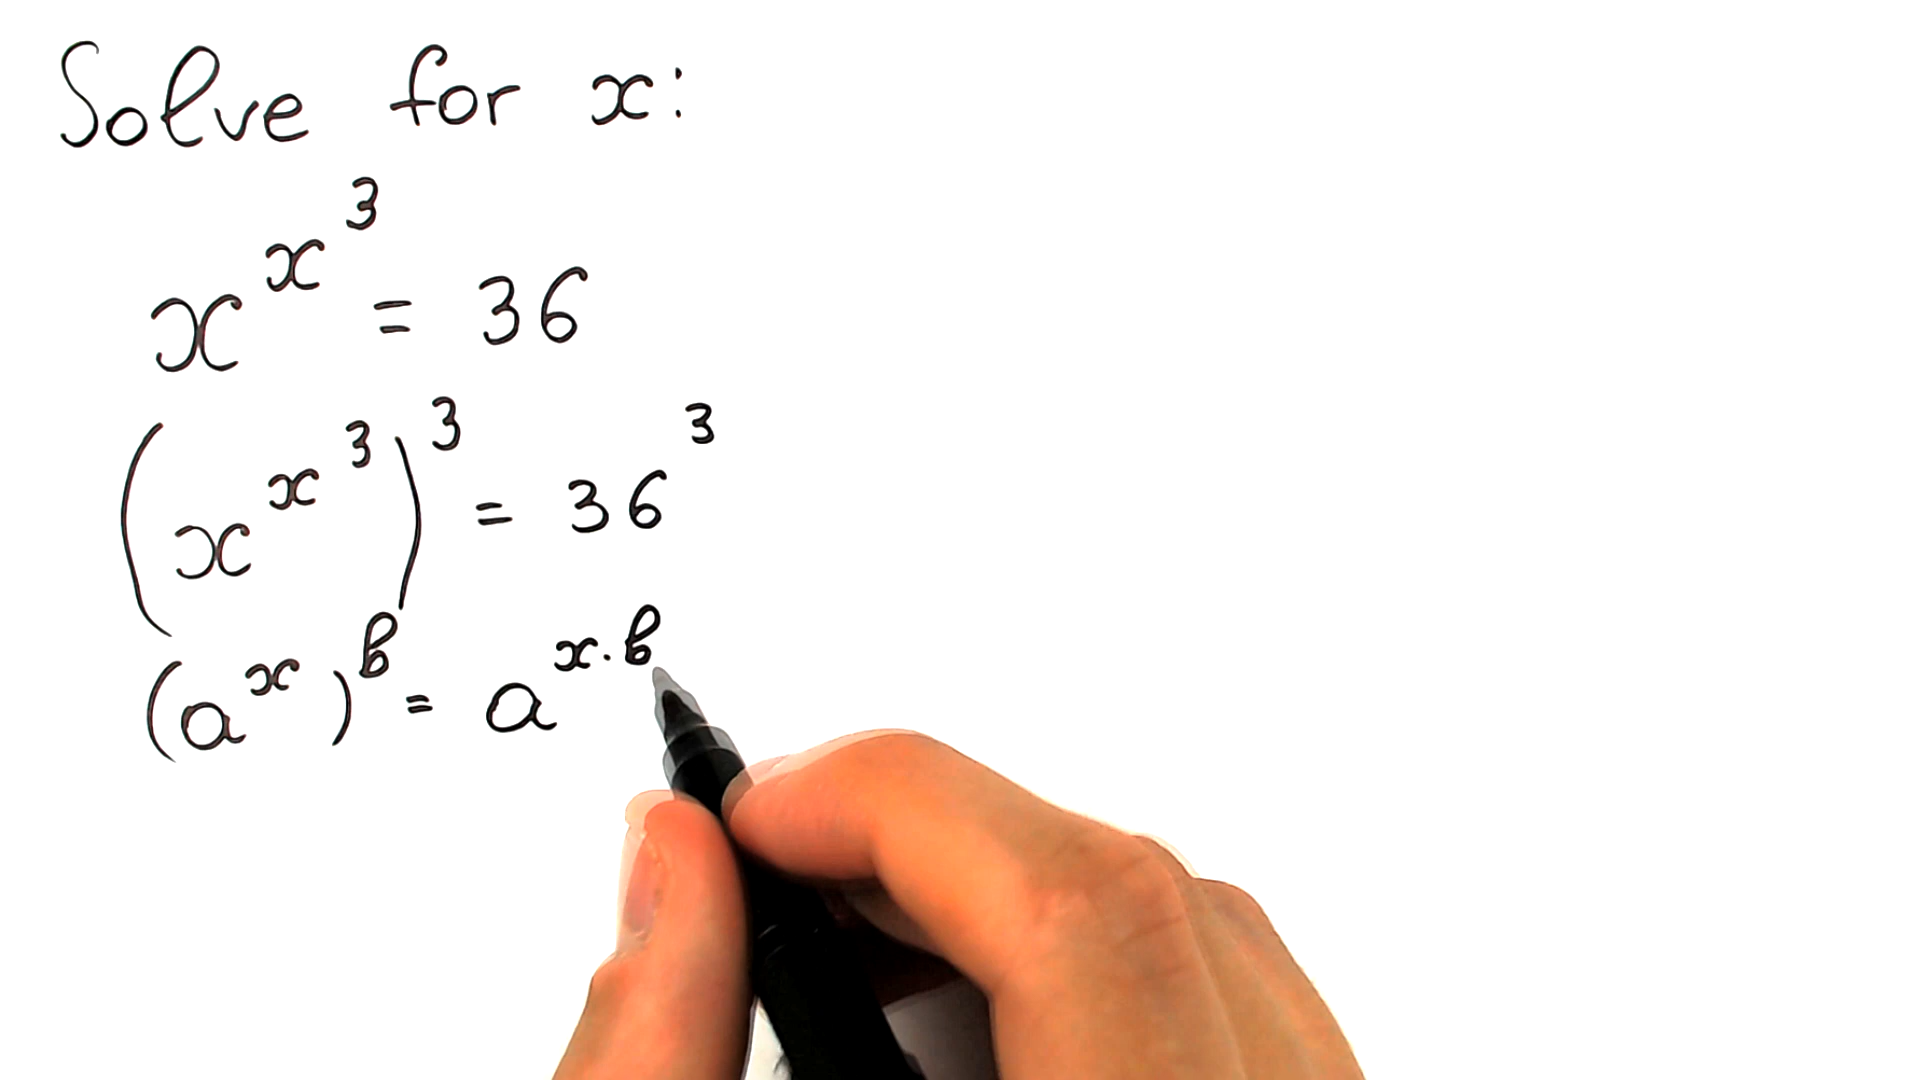 Solve for x:
x^{x^3} = 36
(x^{x^3})^3 = 36^3
(a^x)^b = a^{x·b}